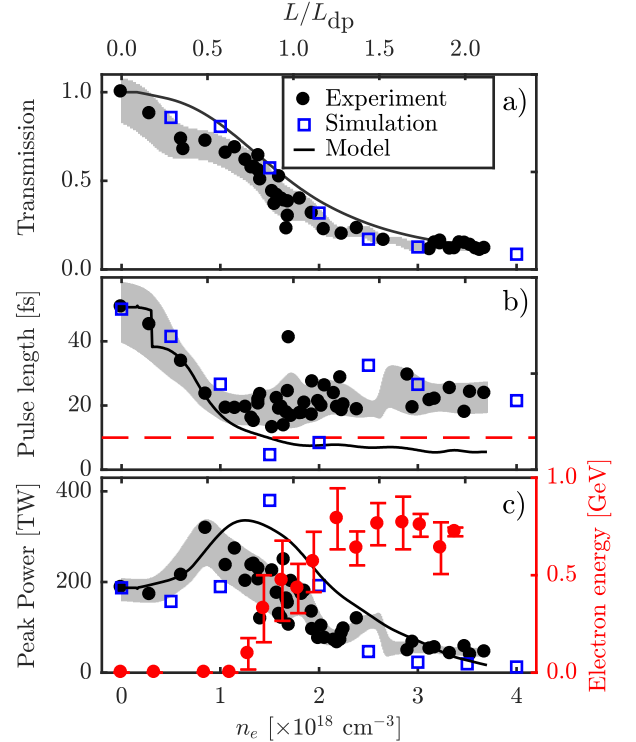 L/L_dp
0.0 0.5 1.0 1.5 2.0
1.0
0.5
0.0
Transmission
Experiment
Simulation
Model
a)
40
20
0
Pulse length [fs]
b)
400
200
0
Peak Power [TW]
c)
1.0
0.5
0.0
Electron energy [GeV]
0 1 2 3 4
n_e [×10^18 cm^−3]